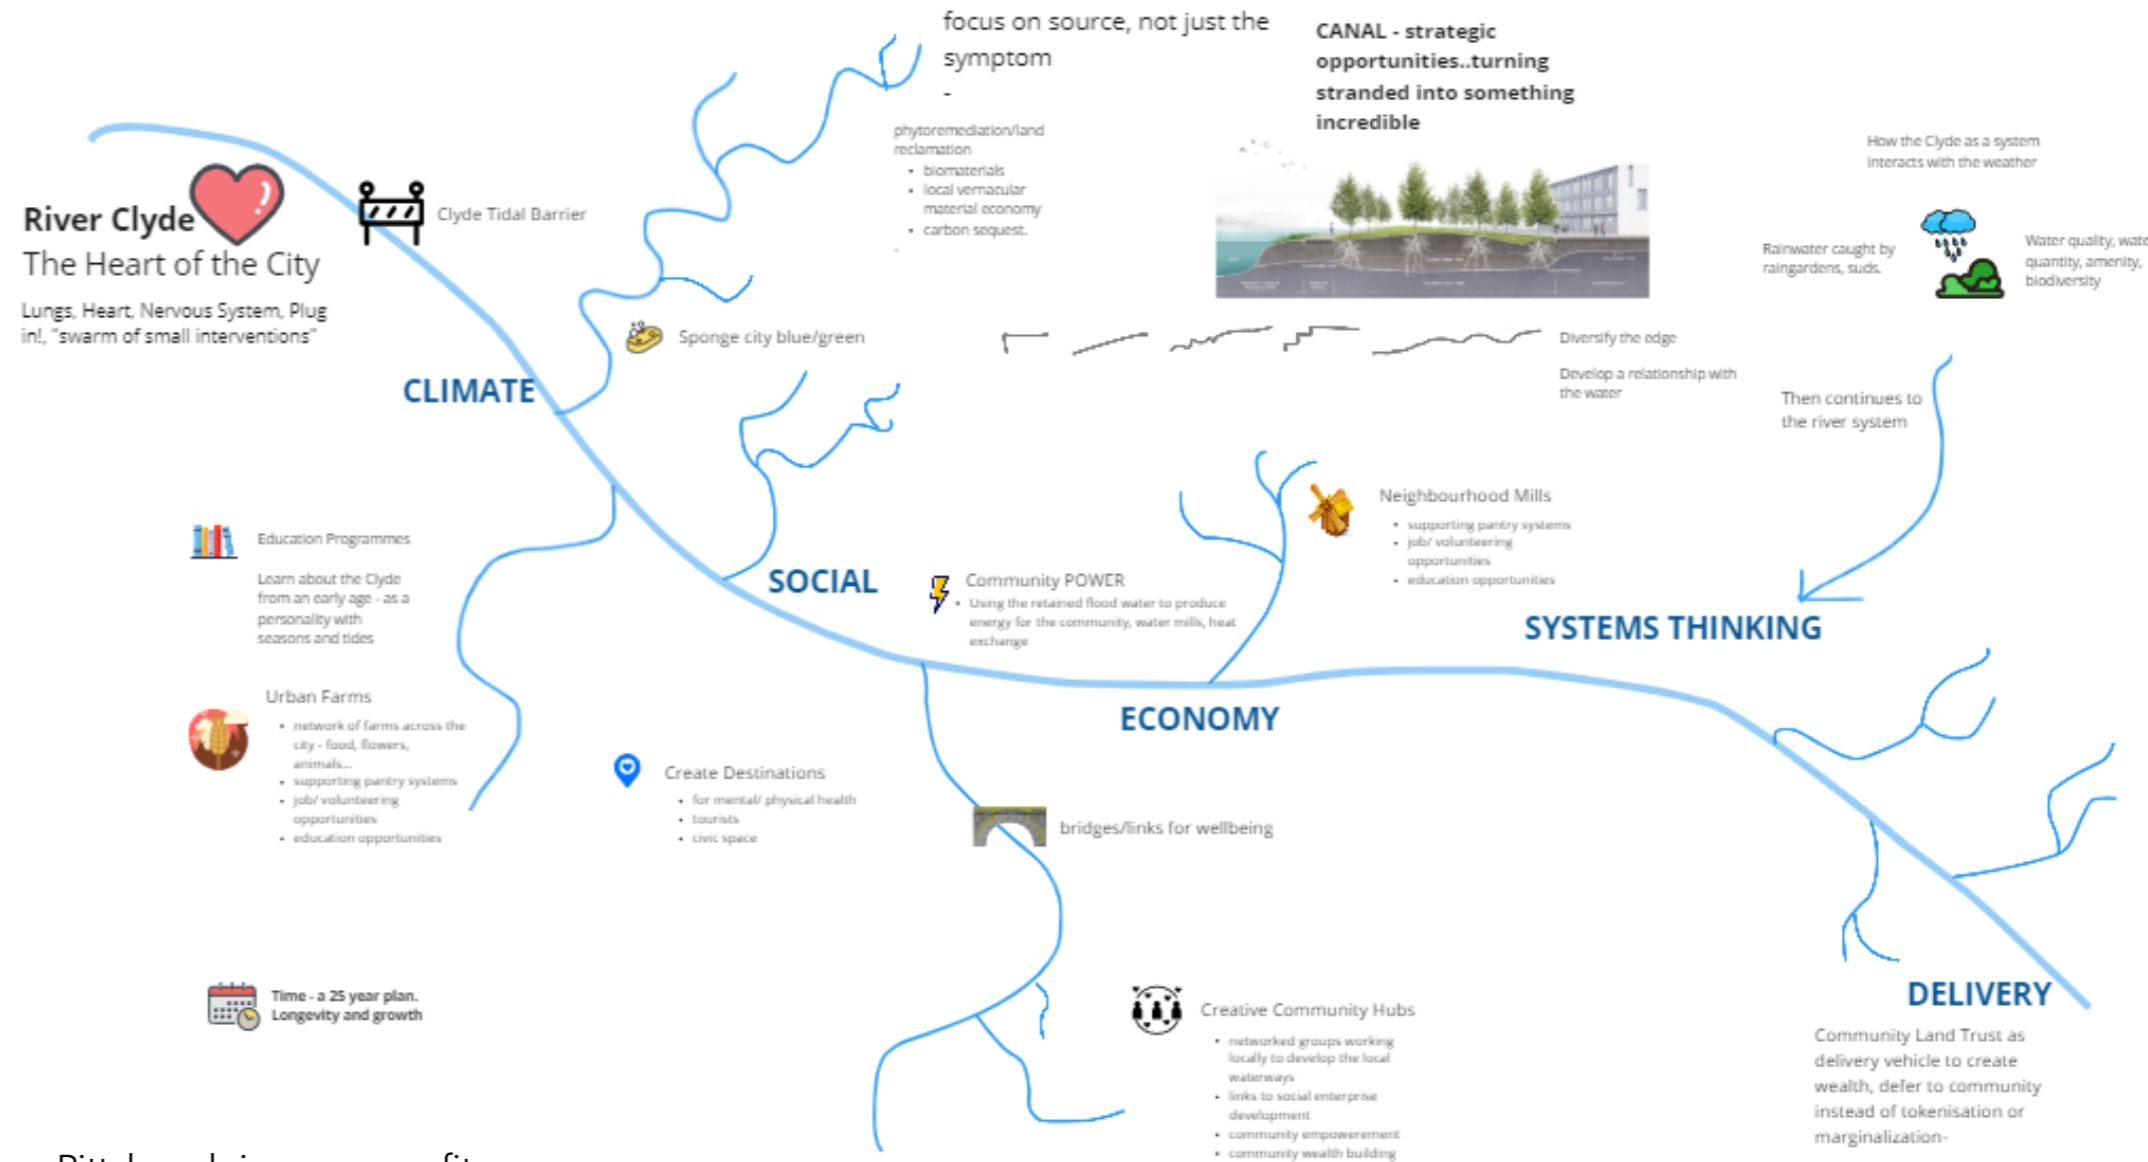 focus on source, not just the
symptom
-
CANAL - strategic
opportunities..turning
stranded into something
incredible
phytoremediation/land
reclamation
• biomaterials
• local vernacular
material economy
• carbon sequest.
-
How the Clyde as a system
interacts with the weather
Rainwater caught by
raingardens, suds.
Water quality, wate
quantity, amenity,
biodiversity
River Clyde
The Heart of the City
Lungs, Heart, Nervous System, Plug
in!, "swarm of small interventions"
Clyde Tidal Barrier
Sponge city blue/green
Diversify the edge
Develop a relationship with
the water
Then continues to
the river system
CLIMATE
Education Programmes
Learn about the Clyde
from an early age - as a
personality with
seasons and tides
SOCIAL
Community POWER
• Using the retained flood water to produce
energy for the community, water mills, heat
exchange
Neighbourhood Mills
• supporting pantry systems
• job/ volunteering
opportunities
• education opportunities
SYSTEMS THINKING
Urban Farms
• network of farms across the
city - food, flowers,
animals...
• supporting pantry systems
• job/ volunteering
opportunities
• education opportunities
ECONOMY
Create Destinations
• for mental/ physical health
• tourists
• civic space
bridges/links for wellbeing
Time - a 25 year plan.
Longevity and growth
Creative Community Hubs
• networked groups working
locally to develop the local
waterways
• links to social enterprise
development
• community empowerement
• community wealth building
DELIVERY
Community Land Trust as
delivery vehicle to create
wealth, defer to community
instead of tokenisation or
marginalization-